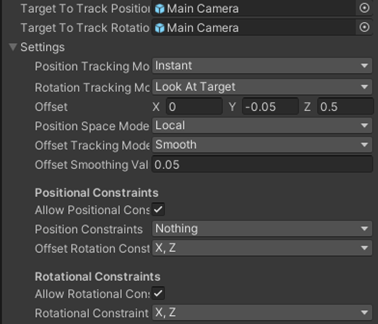 Target To Track Position Main Camera
Target To Track Rotatio Main Camera
Settings
Position Tracking Mo Instant
Rotation Tracking Mc Look At Target
Offset X 0 Y -0.05 Z 0.5
Position Space Mode Local
Offset Tracking Mode Smooth
Offset Smoothing Val 0.05
Positional Constraints
Allow Positional Cons
Position Constraints Nothing
Offset Rotation Const X, Z
Rotational Constraints
Allow Rotational Con:
Rotational Constraint X, Z